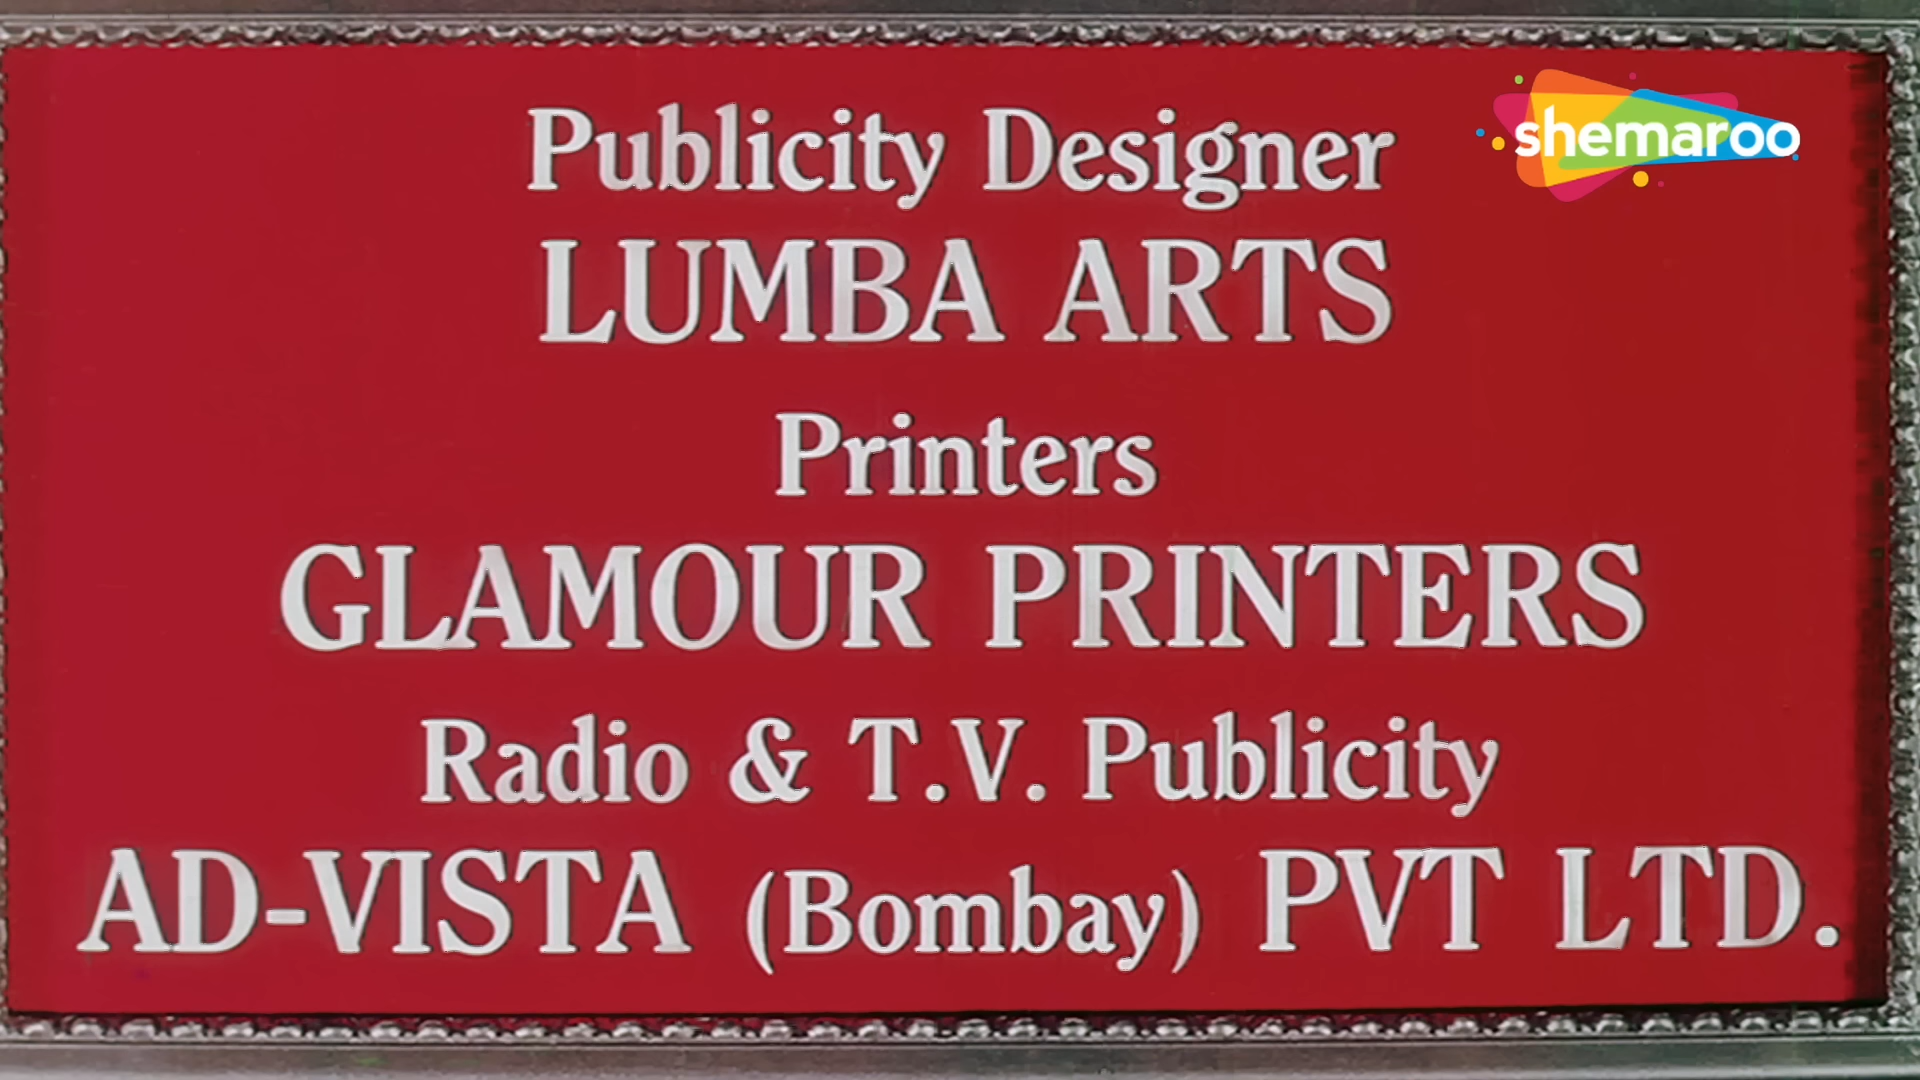 shemaroo
Publicity Designer
LUMBA ARTS
Printers
GLAMOUR PRINTERS
Radio & T.V. Publicity
AD-VISTA (Bombay) PVT LTD.